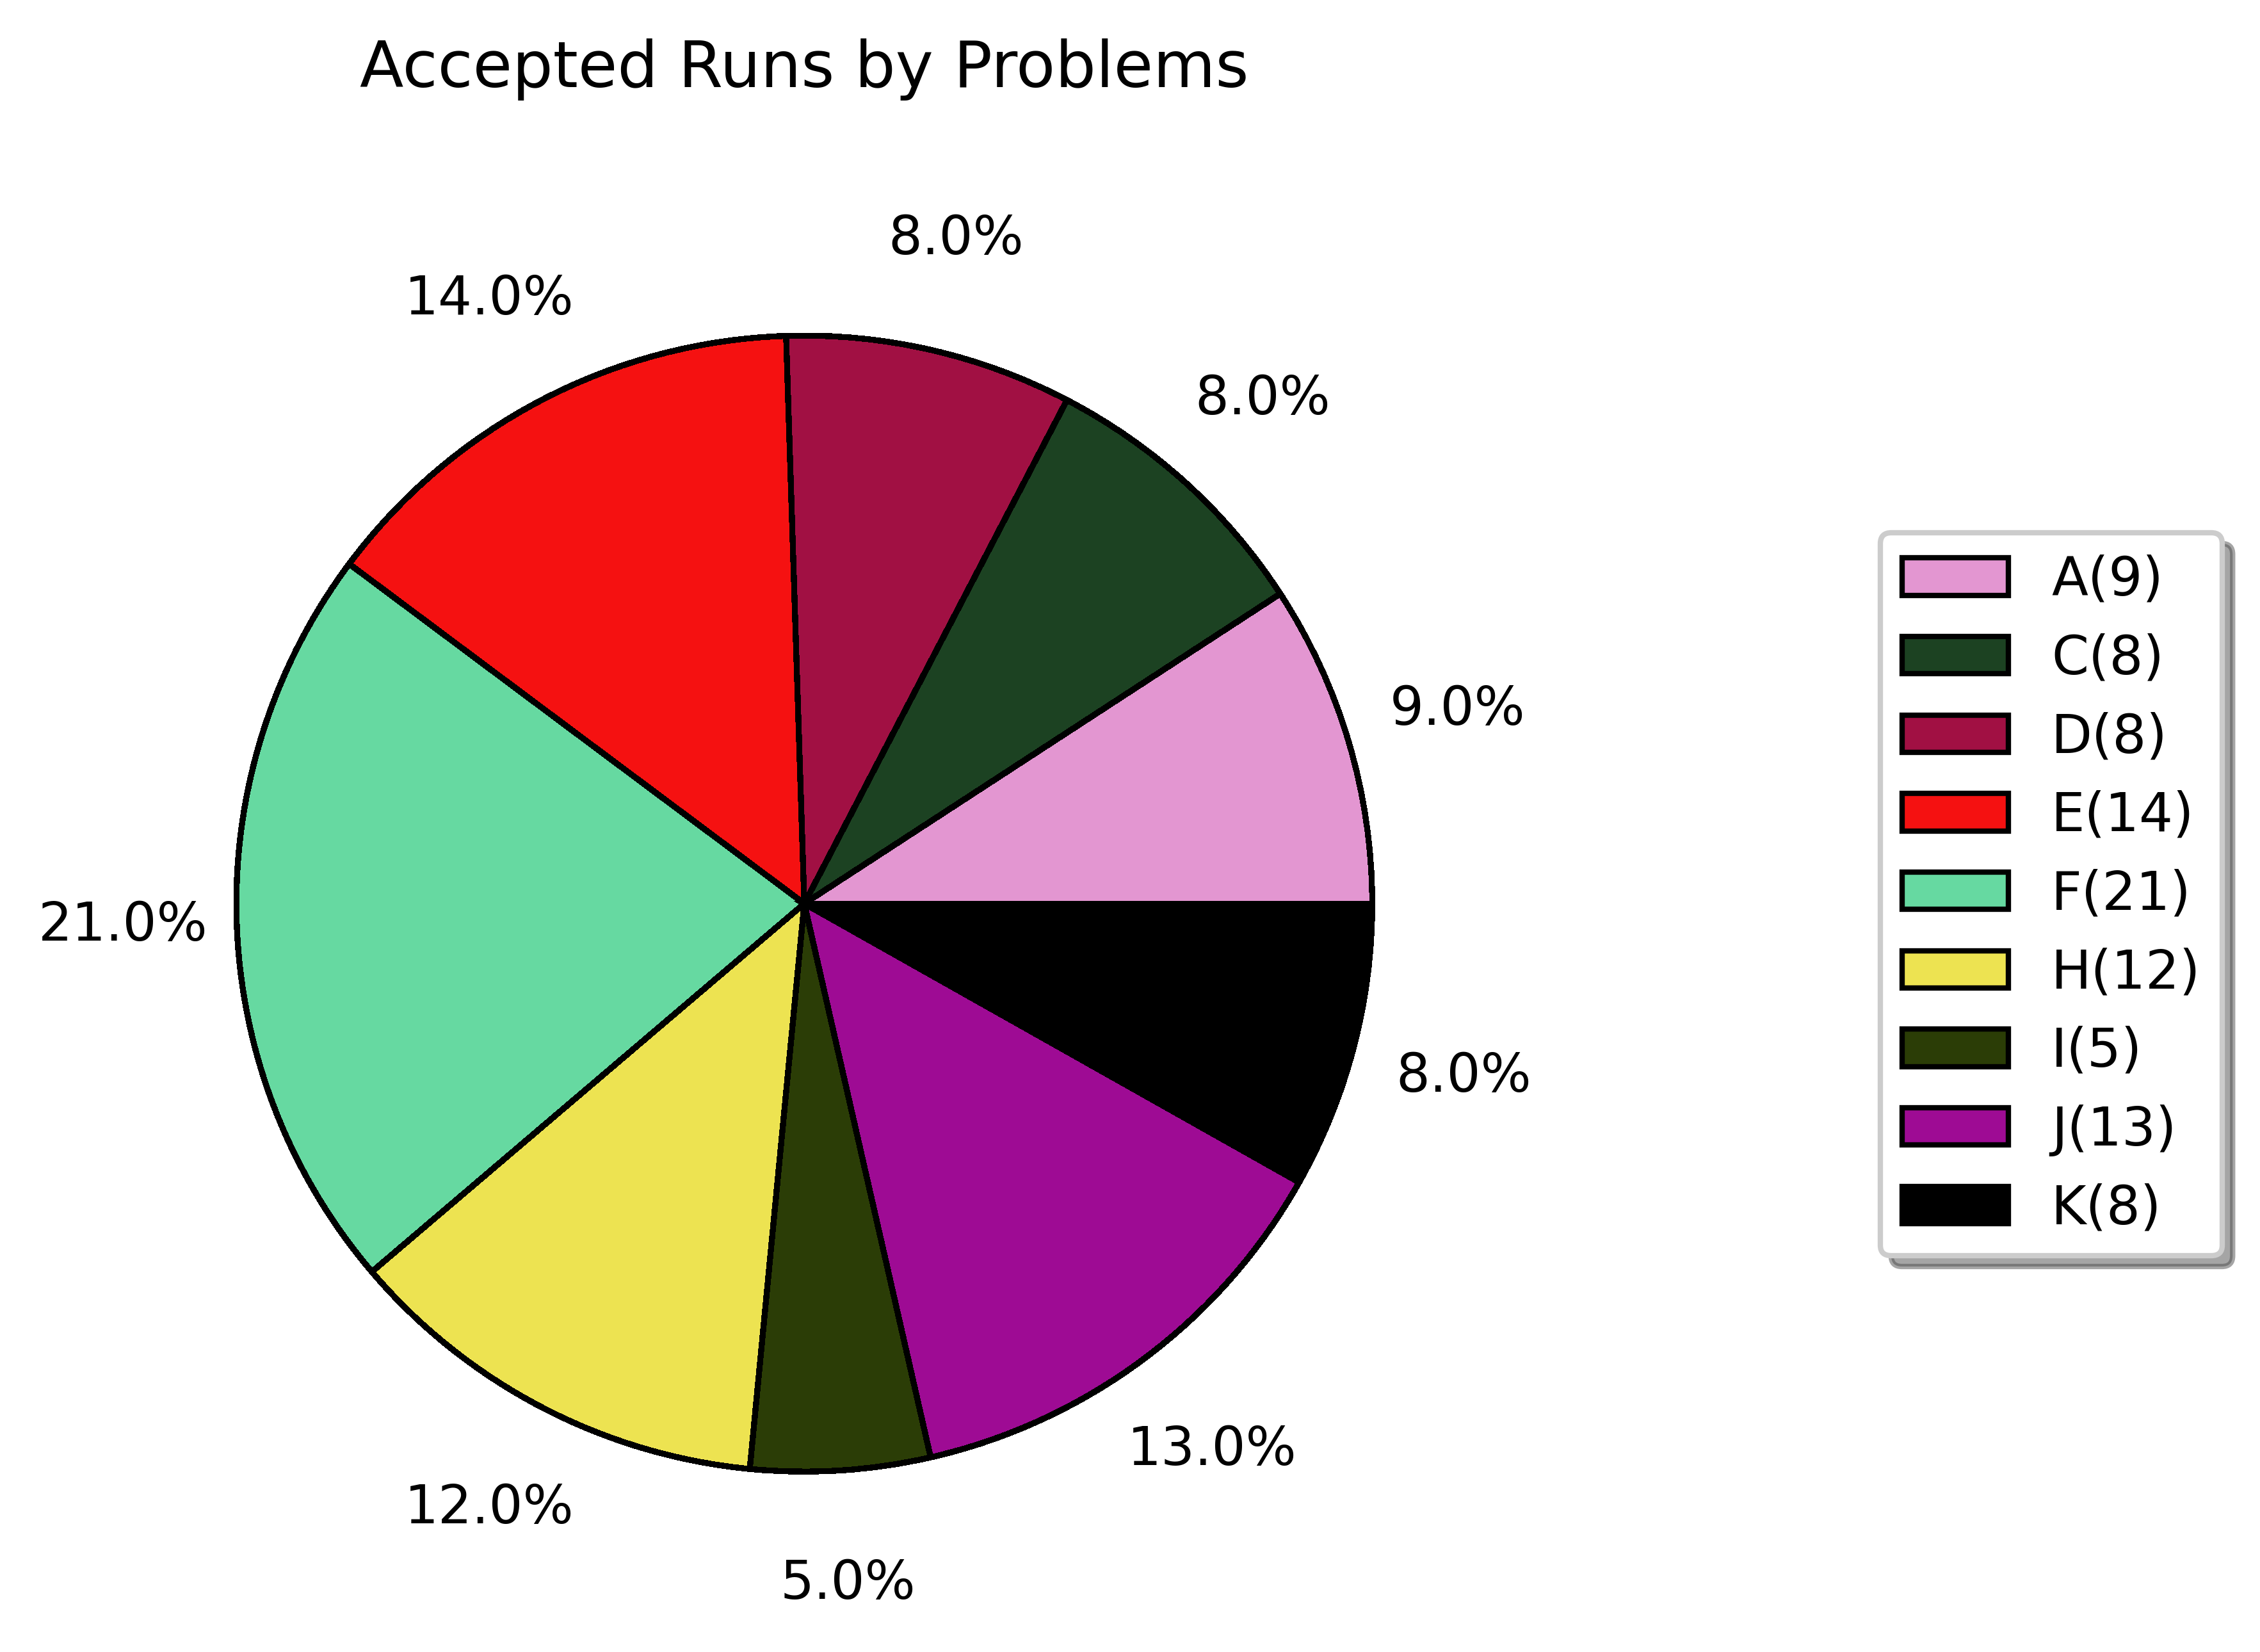 Accepted Runs by Problems
8.0%
14.0%
8.0%
9.0%
21.0%
8.0%
13.0%
12.0%
5.0%
A(9)
C(8)
D(8)
E(14)
F(21)
H(12)
I(5)
J(13)
K(8)